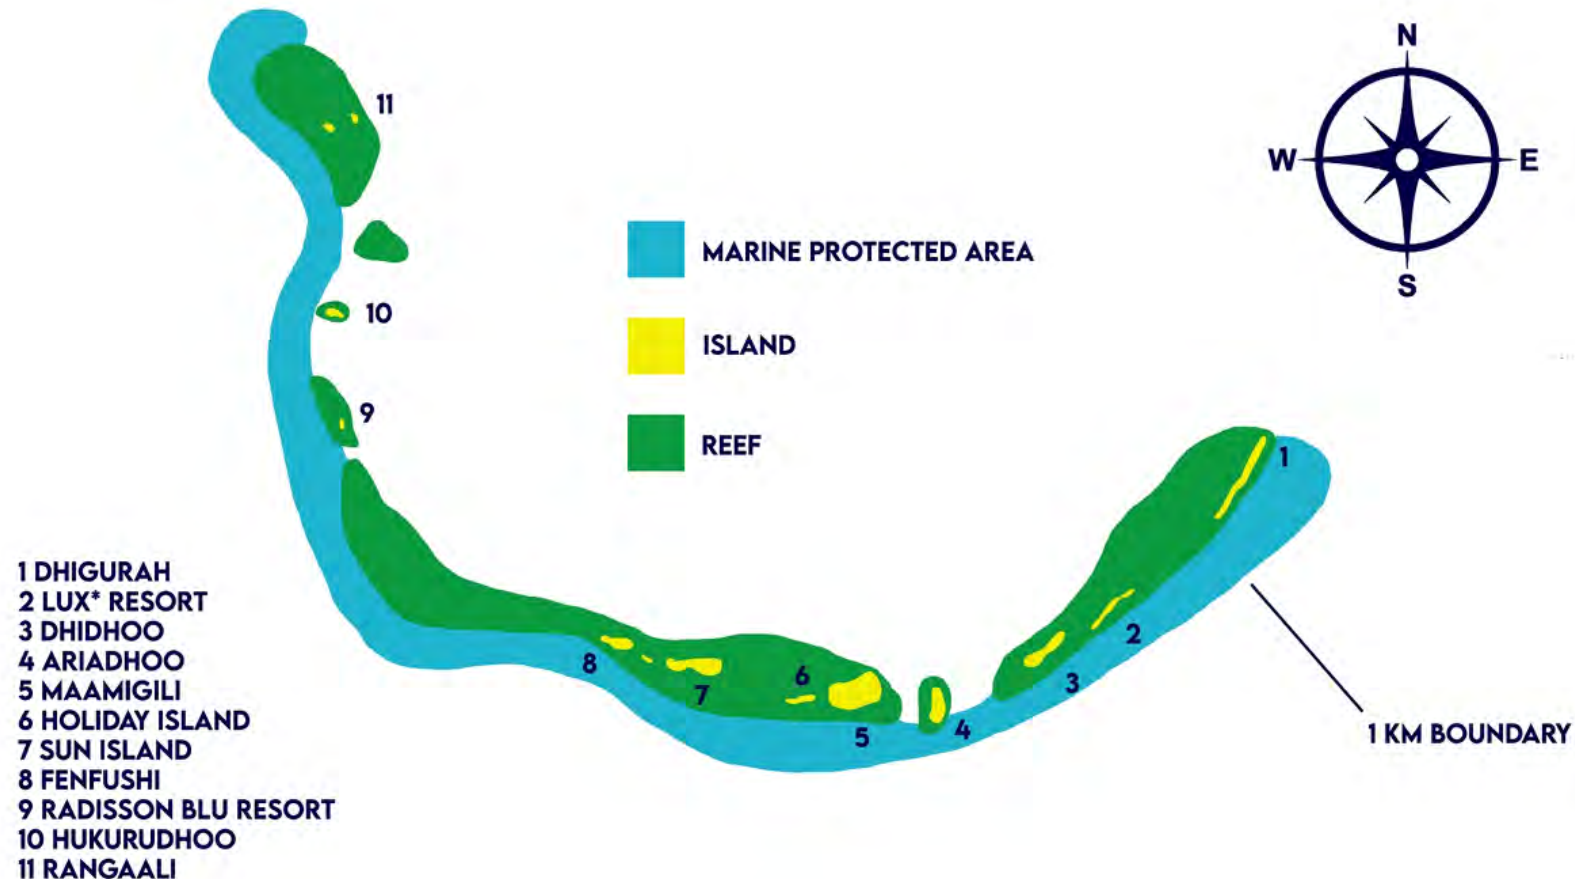 N
W
E
S
11
MARINE PROTECTED AREA
10
ISLAND
9
REEF
1
1 DHIGURAH
2 LUX* RESORT
3 DHIDHOO
4 ARIADHOO
5 MAAMIGILI
6 HOLIDAY ISLAND
7 SUN ISLAND
8 FENFUSHI
9 RADISSON BLU RESORT
10 HUKURUDHOO
11 RANGAALI
8
7
6
5
4
3
2
1 KM BOUNDARY